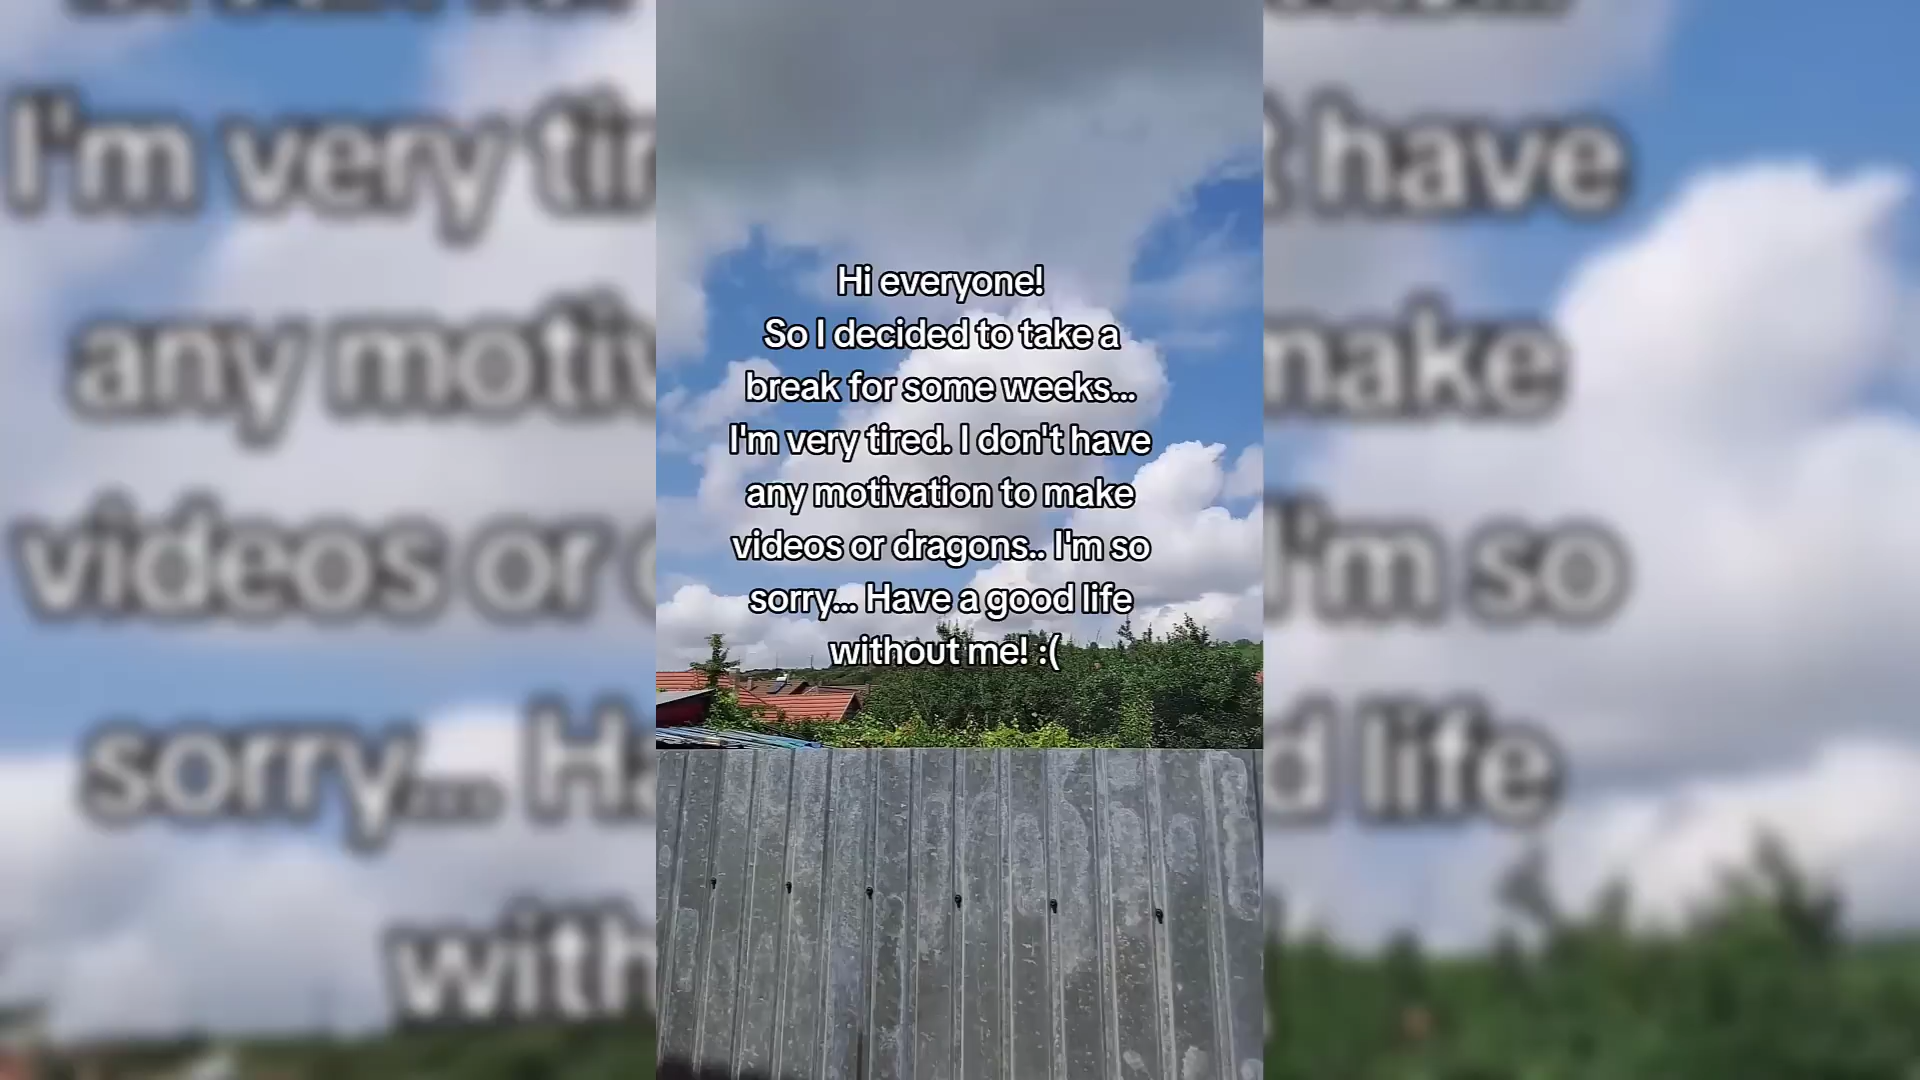 Hi everyone!
So I decided to take a
break for some weeks...
I'm very tired. I don't have
any motivation to make
videos or dragons.. I'm so
sorry... Have a good life
without me! :(